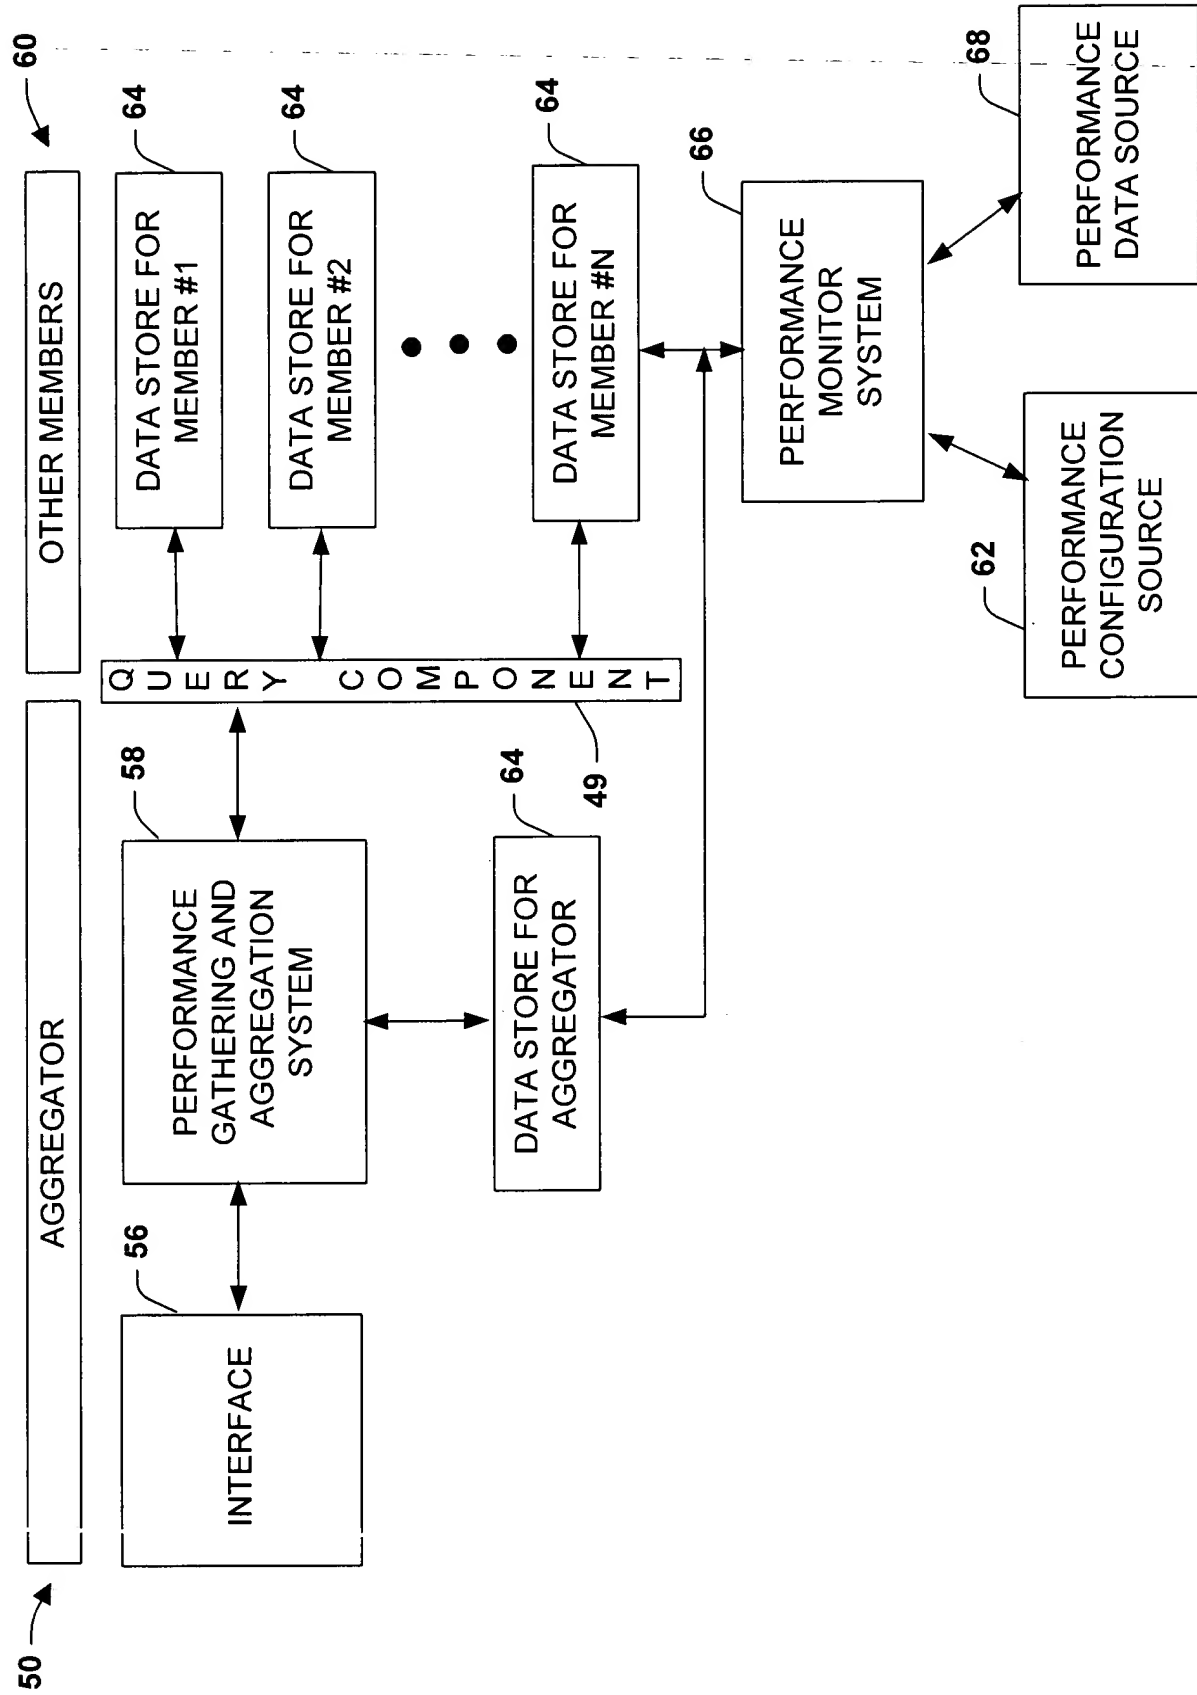 50
AGGREGATOR
OTHER MEMBERS
60
INTERFACE
56
PERFORMANCE
GATHERING AND
AGGREGATION
SYSTEM
58
QUERY COMPONENT
49
DATA STORE FOR
MEMBER #1
64
DATA STORE FOR
MEMBER #2
64
DATA STORE FOR
MEMBER #N
64
DATA STORE FOR
AGGREGATOR
64
PERFORMANCE
MONITOR
SYSTEM
66
PERFORMANCE
CONFIGURATION
SOURCE
62
PERFORMANCE
DATA SOURCE
68